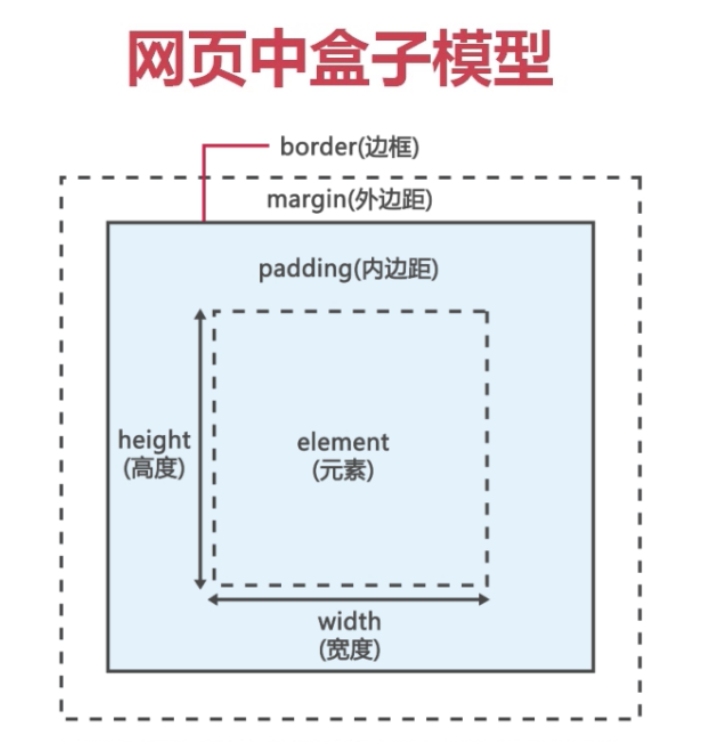 网页中盒子模型
border(边框)
margin(外边距)
padding(内边距)
height
(高度)
element
(元素)
width
(宽度)